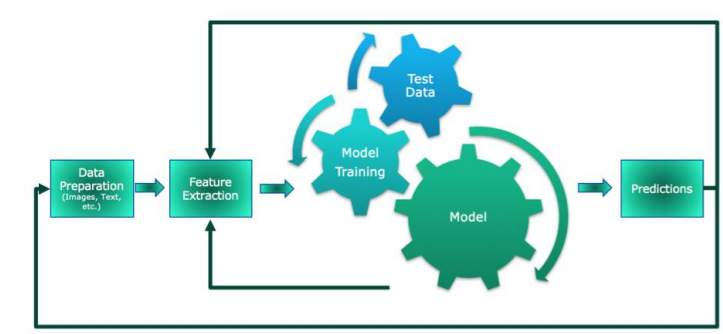 Data
Preparation
(Images, Text,
etc.)
Feature
Extraction
Test
Data
Model
Training
Model
Predictions